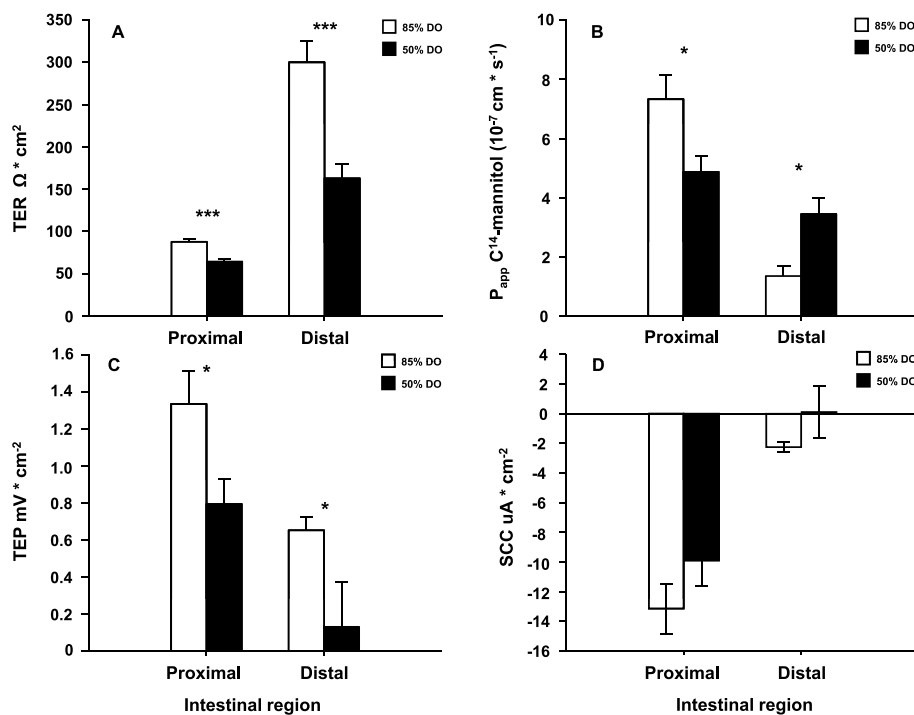 A
85% DO
50% DO
***
***
350
300
250
200
150
100
50
0
TER Ω * cm²
Proximal
Distal
B
85% DO
50% DO
*
*
10
8
6
4
2
0
Papp C¹⁴-mannitol (10⁻⁷ cm * s⁻¹)
Proximal
Distal
C
85% DO
50% DO
*
*
1.6
1.4
1.2
1.0
0.8
0.6
0.4
0.2
0
TEP mV * cm⁻²
Proximal
Distal
Intestinal region
D
85% DO
50% DO
4
2
0
-2
-4
-6
-8
-10
-12
-14
-16
SCC uA * cm⁻²
Proximal
Distal
Intestinal region